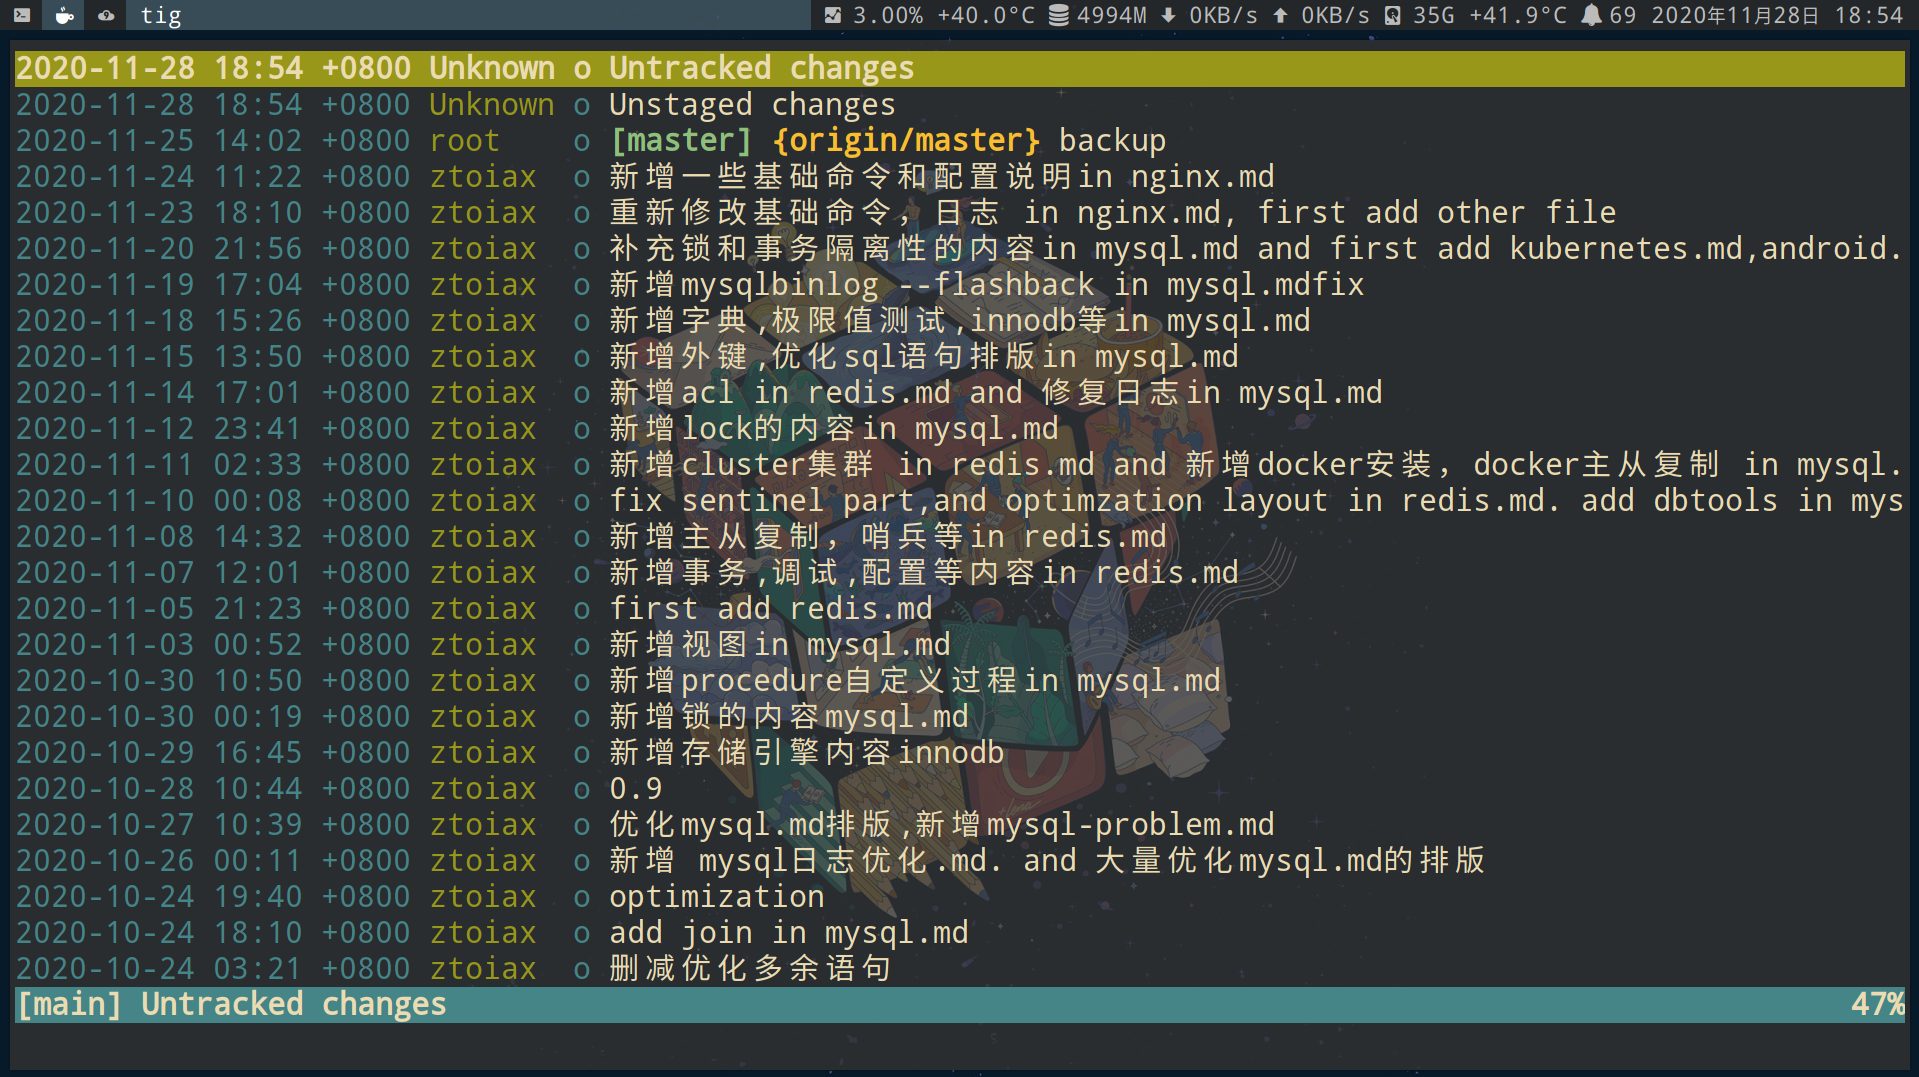 tig 3.00% +40.0°C 4994M 0KB/s 0KB/s 35G +41.9°C 69 2020年11月28日 18:54
2020-11-28 18:54 +0800 Unknown o Untracked changes
2020-11-28 18:54 +0800 Unknown o Unstaged changes
2020-11-25 14:02 +0800 root o [master] {origin/master} backup
2020-11-24 11:22 +0800 ztoiax o 新增一些基础命令和配置说明in nginx.md
2020-11-23 18:10 +0800 ztoiax o 重新修改基础命令，日志 in nginx.md, first add other file
2020-11-20 21:56 +0800 ztoiax o 补充锁和事务隔离性的内容in mysql.md and first add kubernetes.md,android.
2020-11-19 17:04 +0800 ztoiax o 新增mysqlbinlog --flashback in mysql.mdfix
2020-11-18 15:26 +0800 ztoiax o 新增字典,极限值测试,innodb等in mysql.md
2020-11-15 13:50 +0800 ztoiax o 新增外键,优化sql语句排版in mysql.md
2020-11-14 17:01 +0800 ztoiax o 新增acl in redis.md and 修复日志in mysql.md
2020-11-12 23:41 +0800 ztoiax o 新增lock的内容in mysql.md
2020-11-11 02:33 +0800 ztoiax o 新增cluster集群 in redis.md and 新增docker安装，docker主从复制 in mysql.
2020-11-10 00:08 +0800 ztoiax o fix sentinel part,and optimzation layout in redis.md. add dbtools in mys
2020-11-08 14:32 +0800 ztoiax o 新增主从复制，哨兵等in redis.md
2020-11-07 12:01 +0800 ztoiax o 新增事务,调试,配置等内容in redis.md
2020-11-05 21:23 +0800 ztoiax o first add redis.md
2020-11-03 00:52 +0800 ztoiax o 新增视图in mysql.md
2020-10-30 10:50 +0800 ztoiax o 新增procedure自定义过程in mysql.md
2020-10-30 00:19 +0800 ztoiax o 新增锁的内容mysql.md
2020-10-29 16:45 +0800 ztoiax o 新增存储引擎内容innodb
2020-10-28 10:44 +0800 ztoiax o 0.9
2020-10-27 10:39 +0800 ztoiax o 优化mysql.md排版,新增mysql-problem.md
2020-10-26 00:11 +0800 ztoiax o 新增 mysql日志优化.md. and 大量优化mysql.md的排版
2020-10-24 19:40 +0800 ztoiax o optimization
2020-10-24 18:10 +0800 ztoiax o add join in mysql.md
2020-10-24 03:21 +0800 ztoiax o 删减优化多余语句
[main] Untracked changes 47%